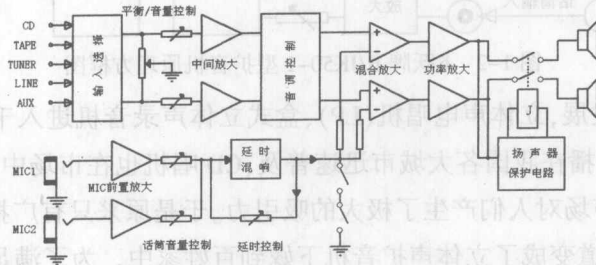 平衡/音量控制
CD
TAPE
TUNER
LINE
AUX
选择器
中间放大
音调控制
混合放大
功率放大
扬声器
保护电路
MIC1
MIC2
MIC前置放大
延时
混响
话筒音量控制
延时控制